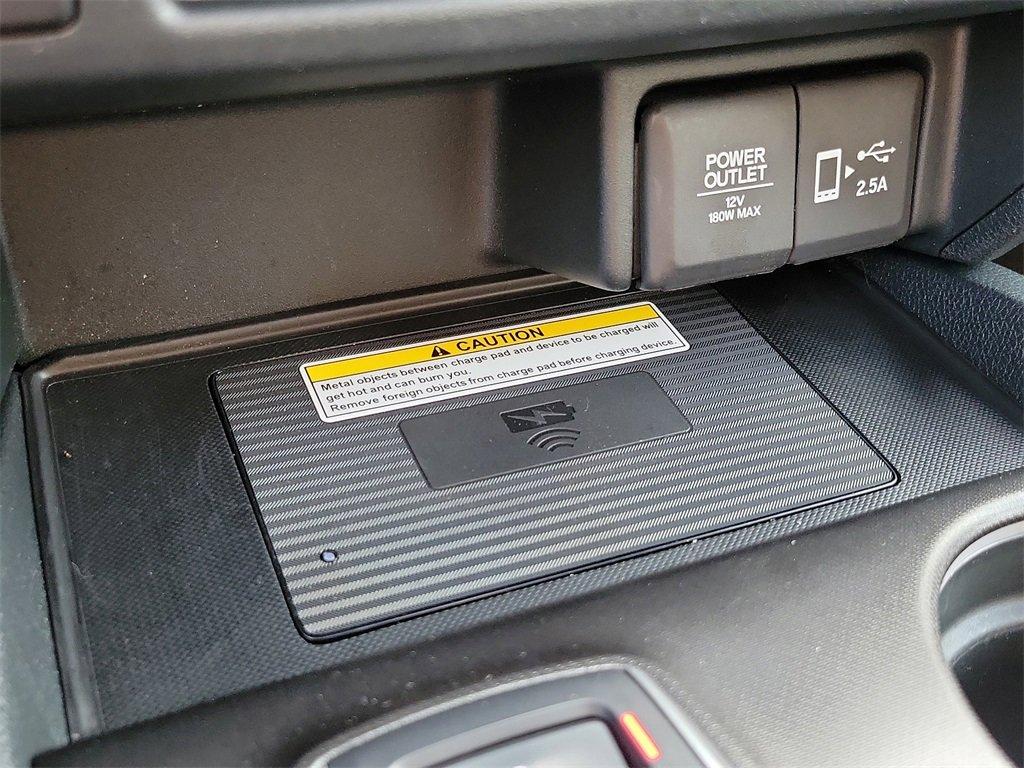 POWER
OUTLET
12V
180W MAX
2.5A
CAUTION
Metal objects between charge pad and device to be charged will
get hot and can burn you.
Remove foreign objects from charge pad before charging device.